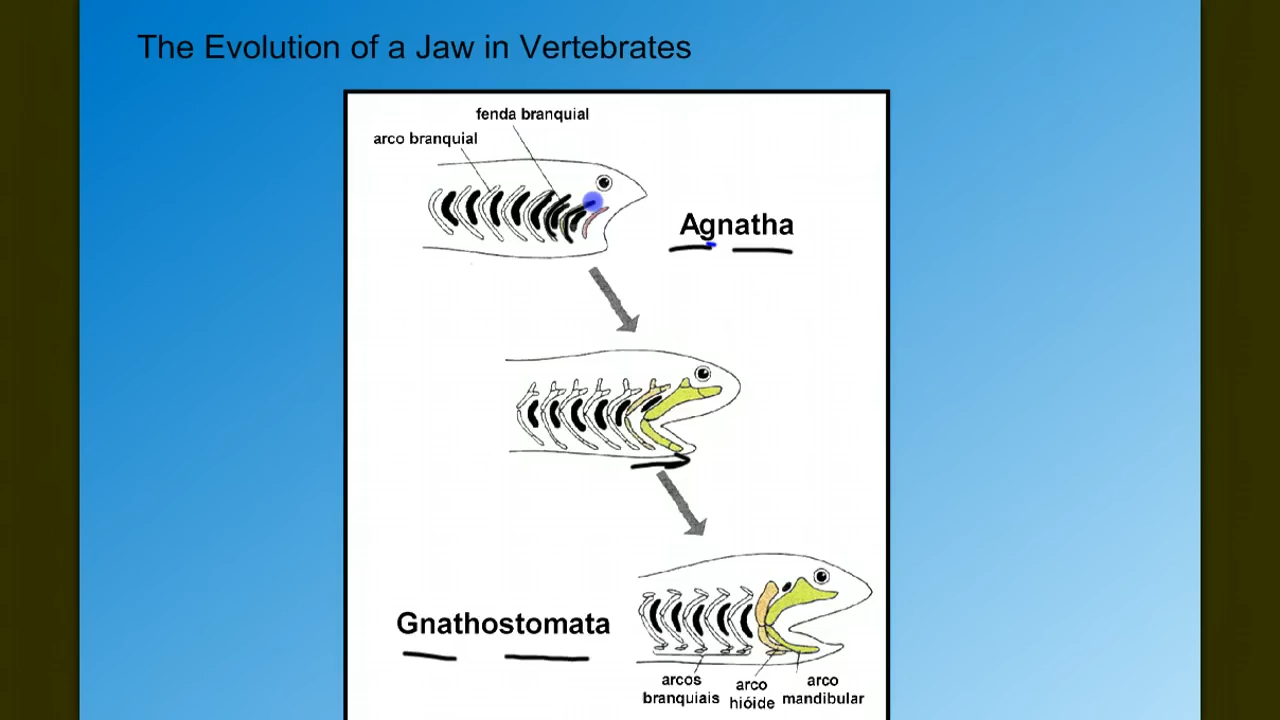 The Evolution of a Jaw in Vertebrates
fenda branquial
arco branquial
Agnatha
Gnathostomata
arcos
branquiais
arco
hióide
arco
mandibular